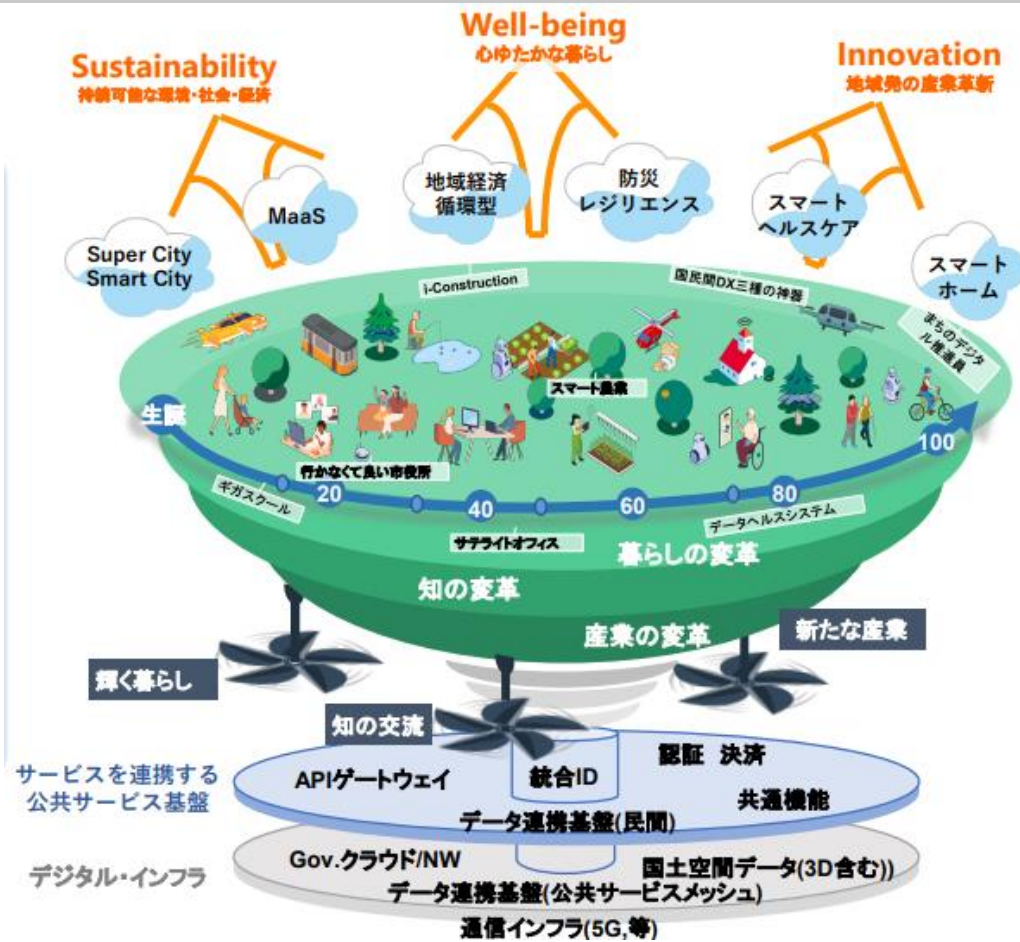 Well-being
心ゆたかな暮らし
Sustainability
持続可能な環境・社会・経済
Innovation
地域発の産業革新
Super City
Smart City
MaaS
地域経済
循環型
防災
レジリエンス
スマート
ヘルスケア
スマート
ホーム
i-Construction
国民間DX三種の神器
まちのデジタ
ル推進員
スマート農業
生誕
行かなくて良い市役所
ギガスクール
20
40
60
80
100
サテライトオフィス
データヘルスシステム
暮らしの変革
知の変革
産業の変革
新たな産業
輝く暮らし
知の交流
サービスを連携する
公共サービス基盤
APIゲートウェイ
統合ID
認証 決済
共通機能
データ連携基盤(民間)
デジタル・インフラ
Gov.クラウド/NW
国土空間データ(3D含む))
データ連携基盤(公共サービスメッシュ)
通信インフラ(5G,等)